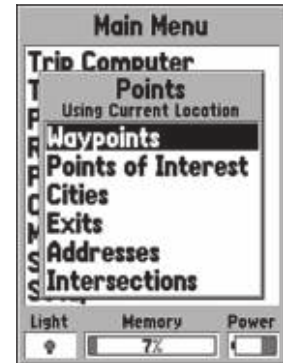 Main Menu
Trip Computer
Points
Using Current Location
Waypoints
Points of Interest
Cities
Exits
Addresses
Intersections
Light Memory Power
7%